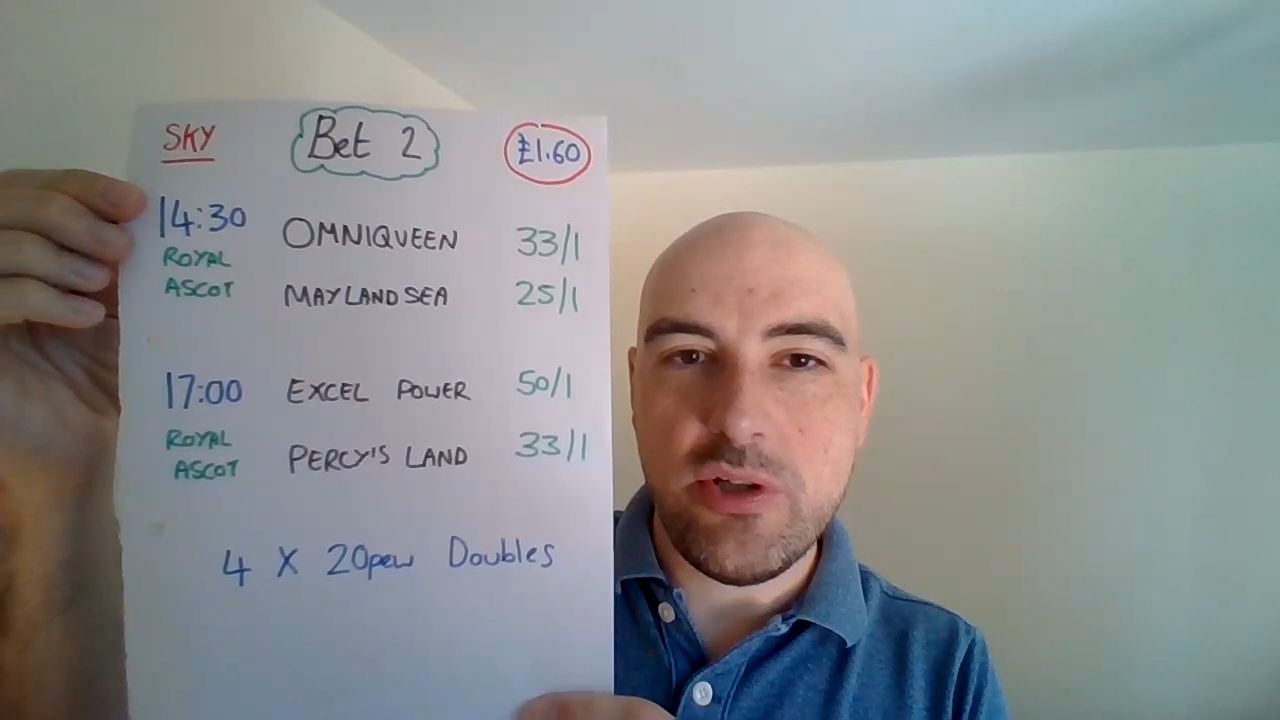 SKY Bet 2 £1.60
14:30 OMNIQUEEN 33/1
ROYAL
ASCOT MAYLANDSEA 25/1
17:00 EXCEL POWER 50/1
ROYAL
ASCOT PERCY'S LAND 33/1
4 X 20pew Doubles